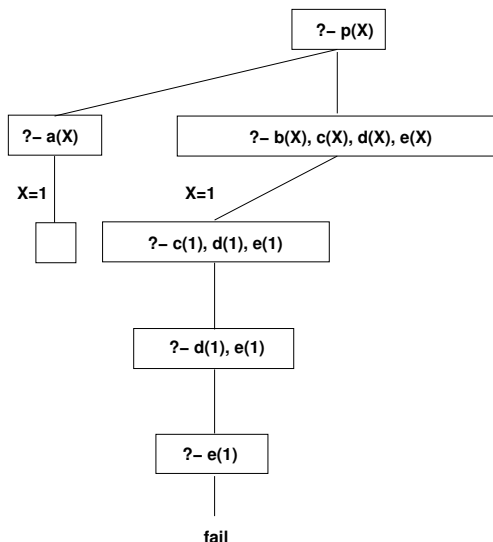 ?– p(X)
?– a(X)
?– b(X), c(X), d(X), e(X)
X=1
X=1
?– c(1), d(1), e(1)
?– d(1), e(1)
?– e(1)
fail